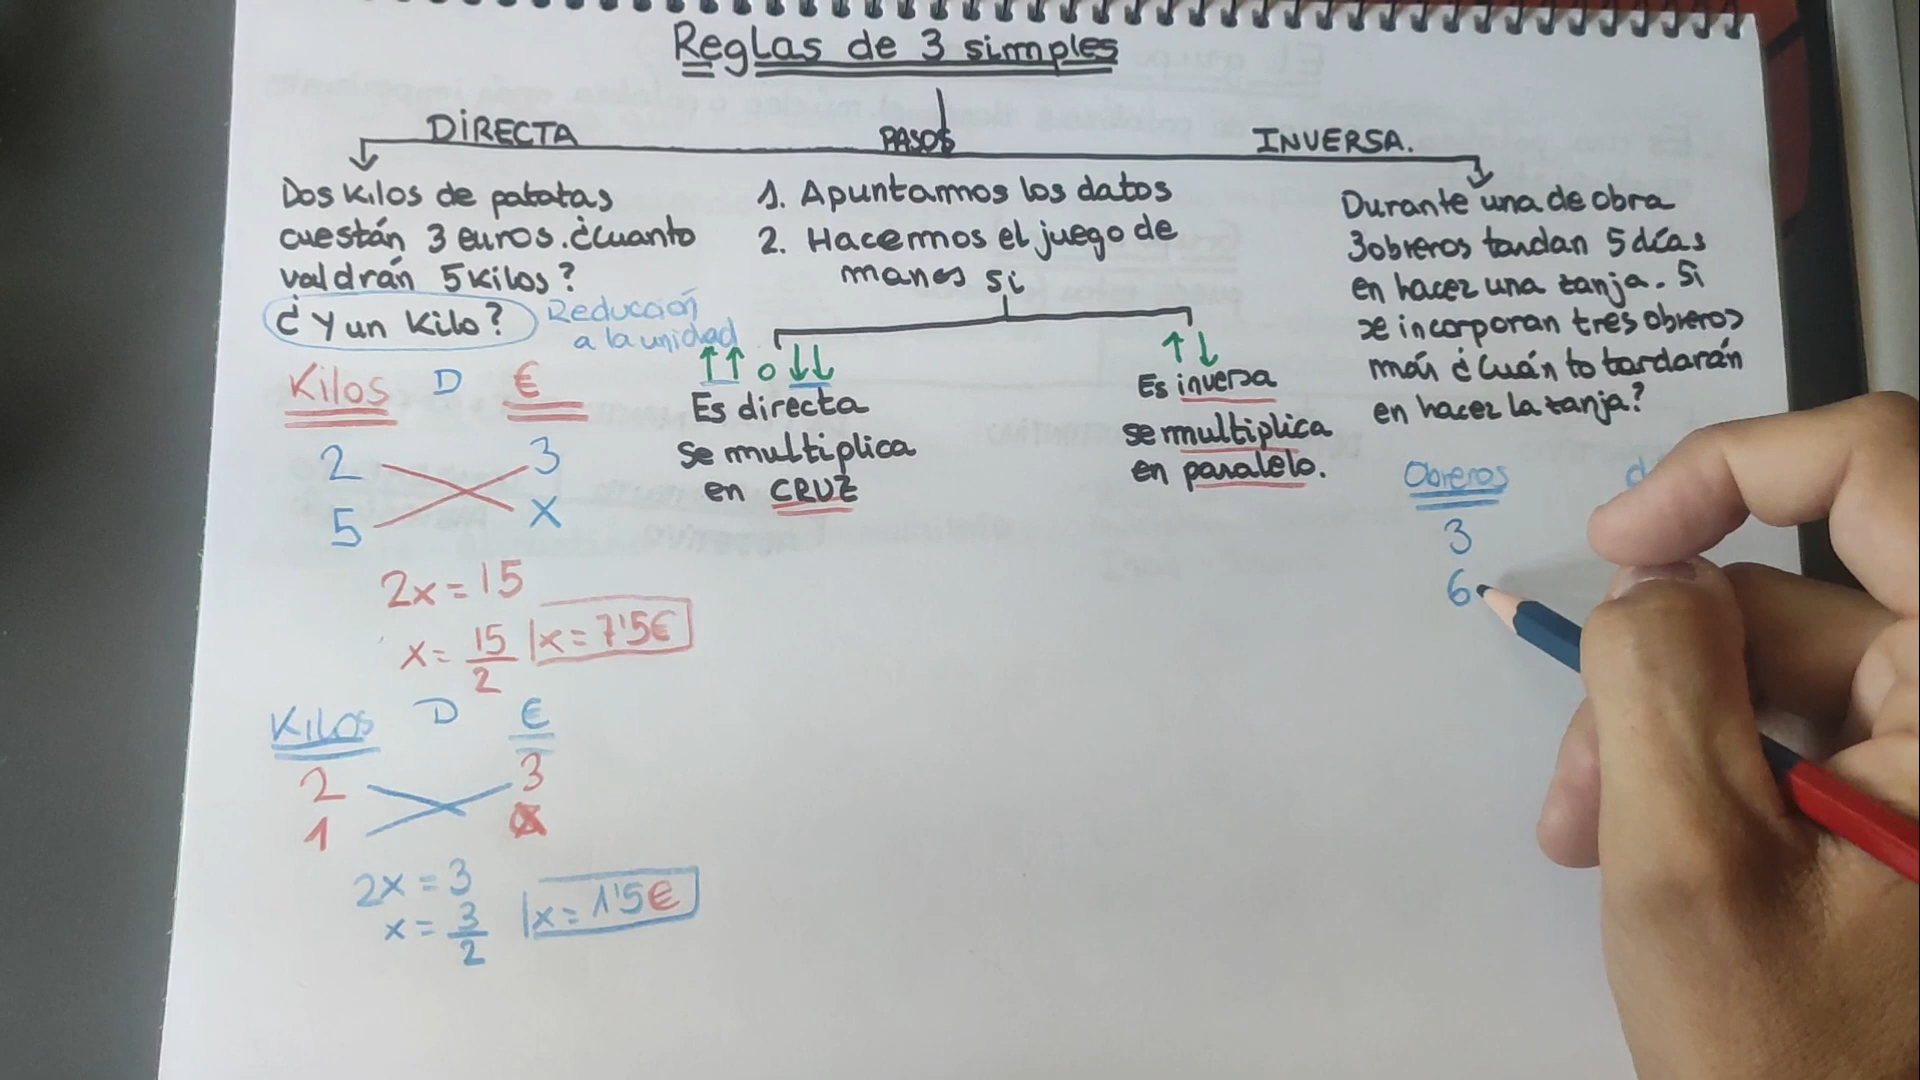 Reglas de 3 simples
DIRECTA
Dos kilos de patatas
cuestán 3 euros. ¿Cuanto
valdrán 5 kilos?
¿Y un kilo?
Reducción
a la unidad
Kilos D €
2 3
5 x
2x = 15
x = 15/2 x = 7'5€
KILOS D €
2 3
1
2x = 3
x = 3/2 x = 1'5€
PASOS
1. Apuntamos los datos
2. Hacemos el juego de
manos si
↑↑ o ↓↓
Es directa
se multiplica
en CRUZ
↑↓
Es inversa
se multiplica
en paralelo.
INVERSA.
Durante una de obra
3 obreros tardan 5 días
en hacer una zanja. Si
se incorporan tres obreros
más ¿Cuánto tardarán
en hacer la zanja?
Obreros
3
6